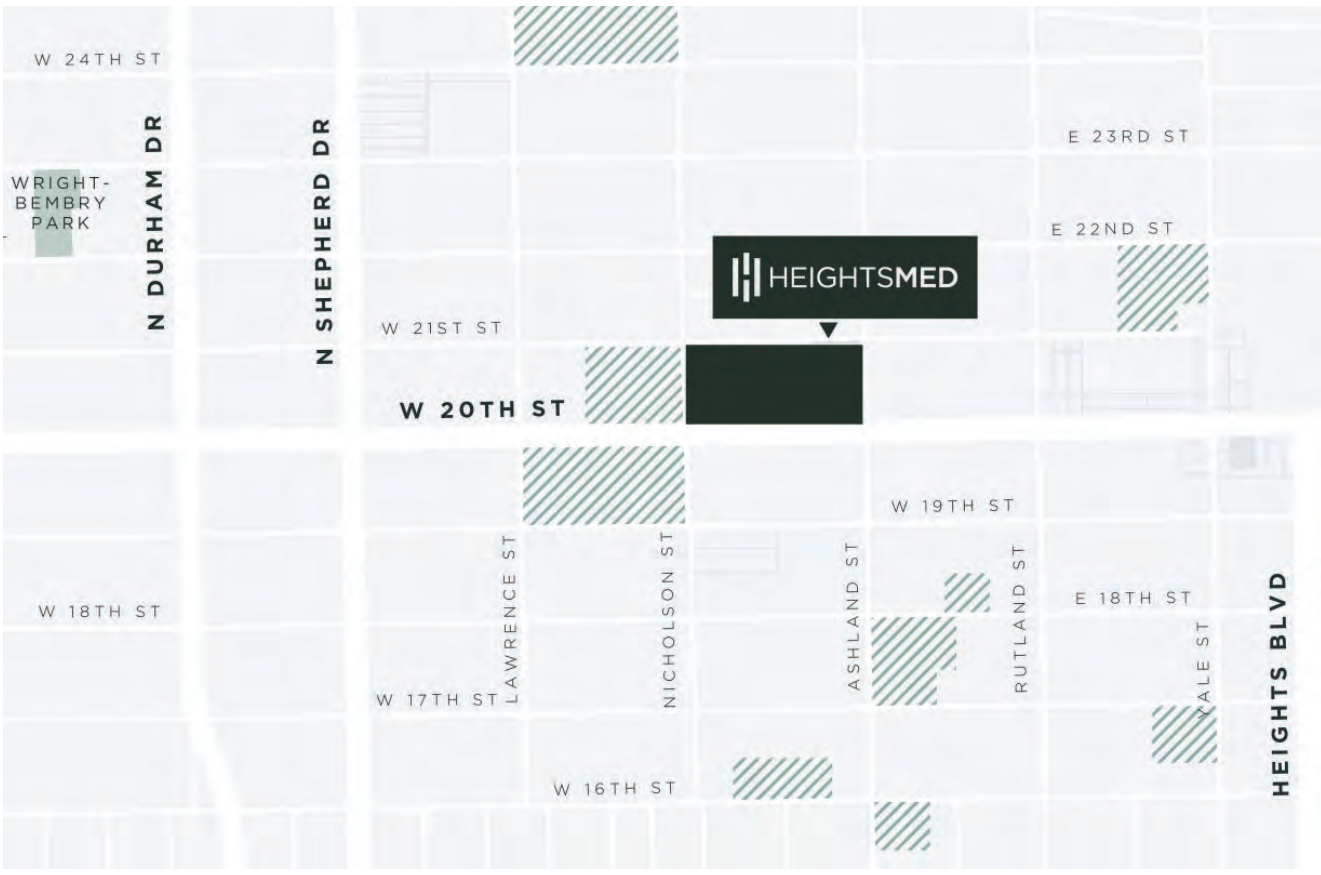 W 24TH ST
E 23RD ST
WRIGHT-
BEMBRY
PARK
N DURHAM DR
N SHEPHERD DR
E 22ND ST
HEIGHTSMED
W 21ST ST
W 20TH ST
W 19TH ST
LAWRENCE ST
NICHOLSON ST
ASHLAND ST
RUTLAND ST
W 18TH ST
E 18TH ST
YALE ST
HEIGHTS BLVD
W 17TH ST
W 16TH ST